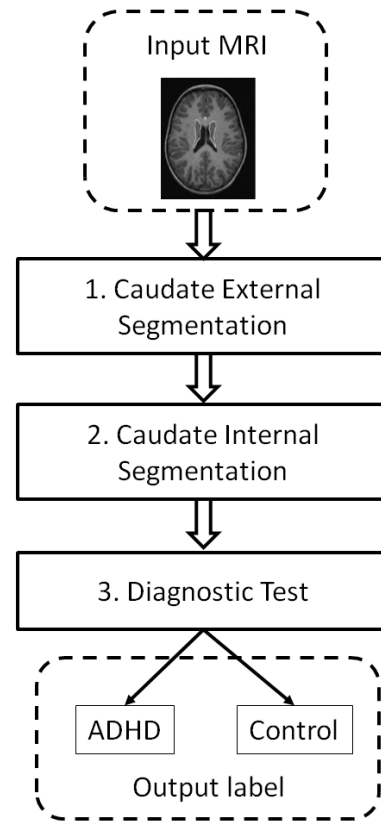 Input MRI
1. Caudate External
Segmentation
2. Caudate Internal
Segmentation
3. Diagnostic Test
ADHD
Control
Output label